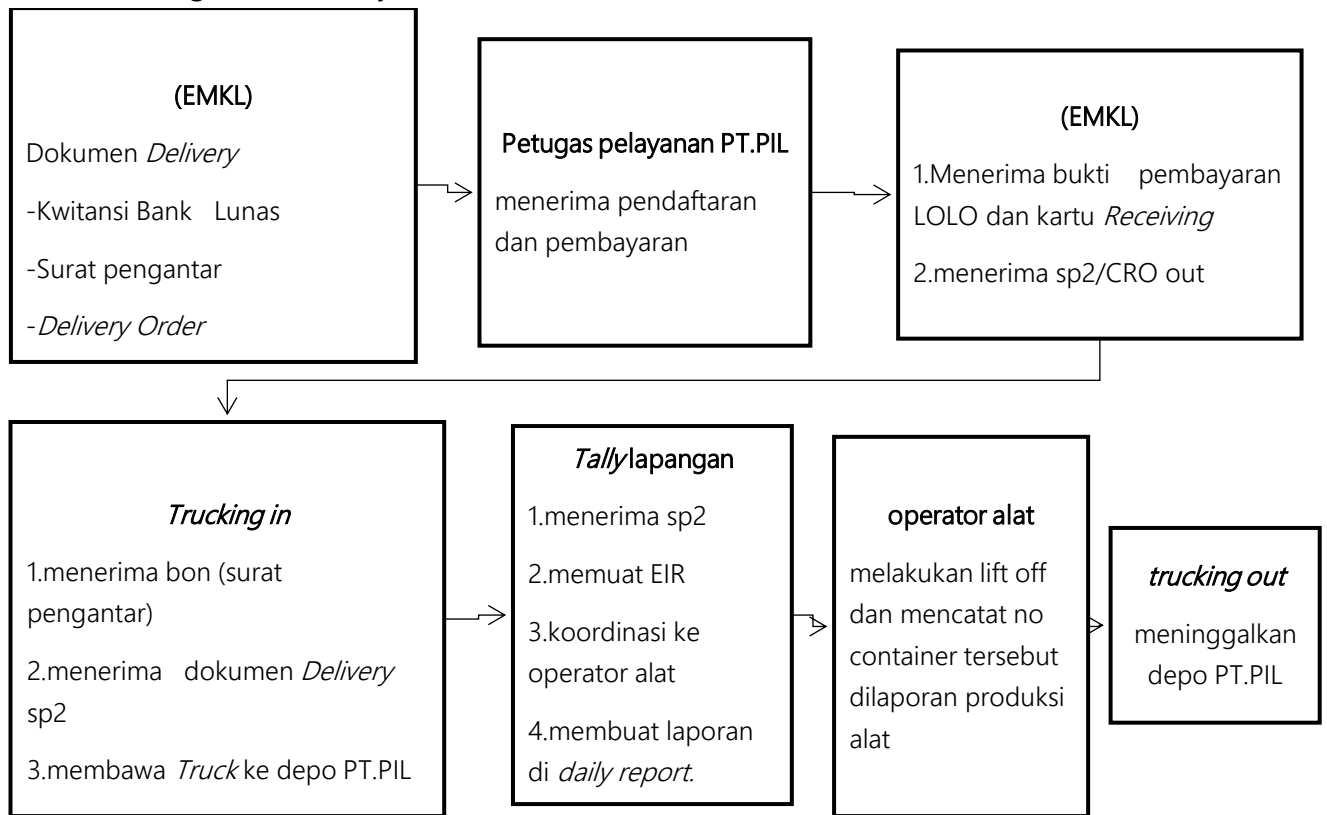 (EMKL)
Dokumen Delivery
-Kwitansi Bank Lunas
-Surat pengantar
-Delivery Order
Petugas pelayanan PT.PIL
menerima pendaftaran
dan pembayaran
(EMKL)
1.Menerima bukti pembayaran
LOLO dan kartu Receiving
2.menerima sp2/CRO out
Trucking in
1.menerima bon (surat
pengantar)
2.menerima dokumen Delivery
sp2
3.membawa Truck ke depo PT.PIL
Tally lapangan
1.menerima sp2
2.memuat EIR
3.koordinasi ke
operator alat
4.membuat laporan
di daily report.
operator alat
melakukan lift off
dan mencatat no
container tersebut
dilaporan produksi
alat
trucking out
meninggalkan
depo PT.PIL